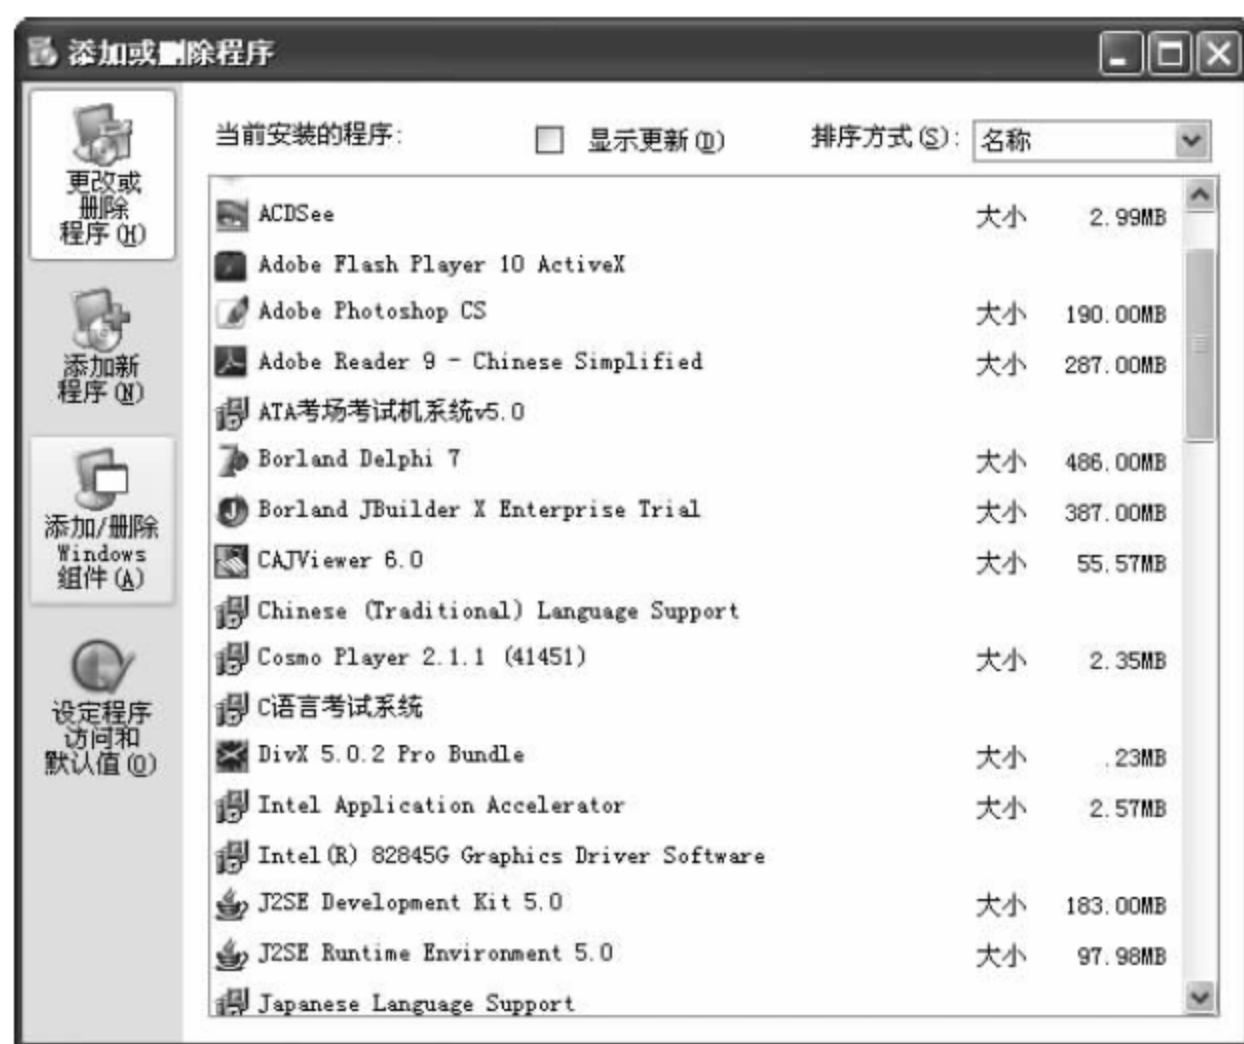 添加或删除程序
更改或
删除
程序(H)
添加新
程序(N)
添加/删除
Windows
组件(A)
设定程序
访问和
默认值(O)
当前安装的程序: 显示更新(D) 排序方式(S): 名称
ACDSee 大小 2.99MB
Adobe Flash Player 10 ActiveX
Adobe Photoshop CS 大小 190.00MB
Adobe Reader 9 - Chinese Simplified 大小 287.00MB
ATA考场考试机系统v5.0
Borland Delphi 7 大小 486.00MB
Borland JBuilder X Enterprise Trial 大小 387.00MB
CAJViewer 6.0 大小 55.57MB
Chinese (Traditional) Language Support
Cosmo Player 2.1.1 (41451) 大小 2.35MB
C语言考试系统
DivX 5.0.2 Pro Bundle 大小 .23MB
Intel Application Accelerator 大小 2.57MB
Intel(R) 82845G Graphics Driver Software
J2SE Development Kit 5.0 大小 183.00MB
J2SE Runtime Environment 5.0 大小 97.98MB
Japanese Language Support